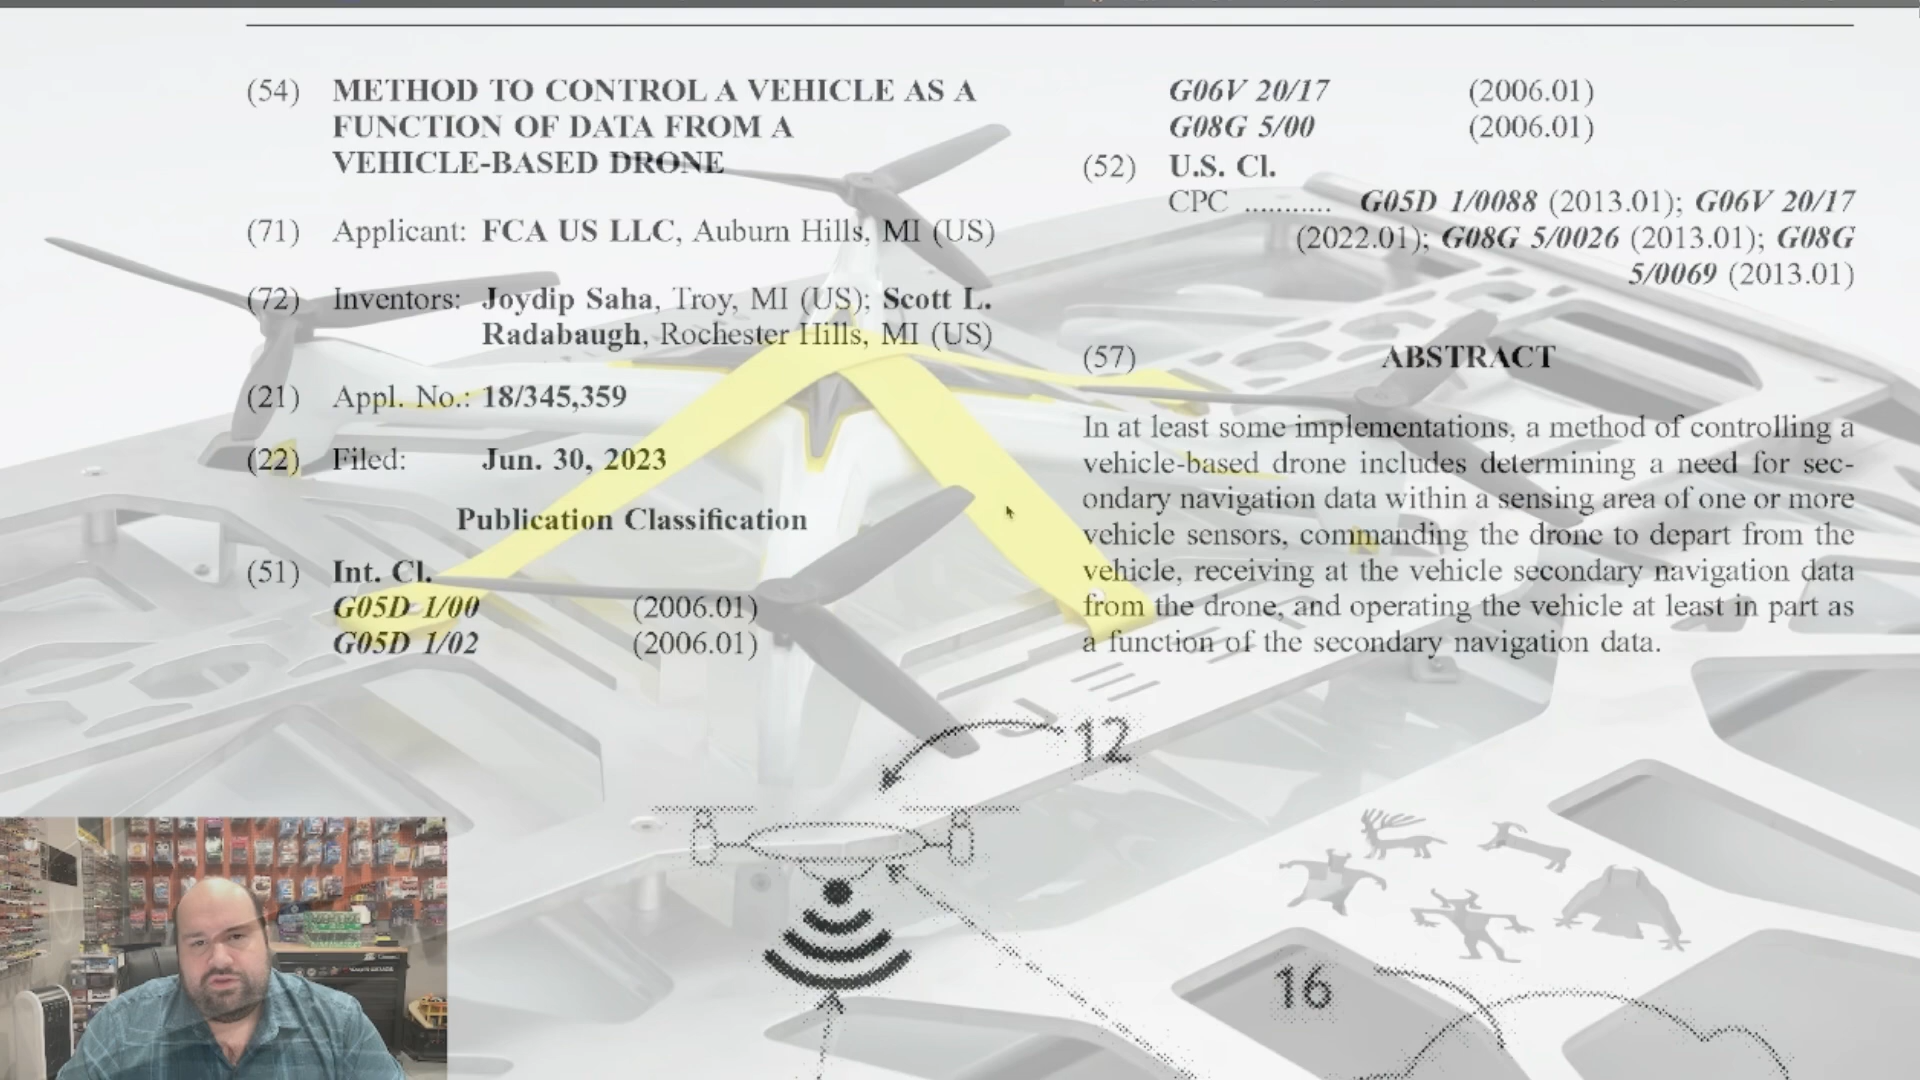 (54) METHOD TO CONTROL A VEHICLE AS A
FUNCTION OF DATA FROM A
VEHICLE-BASED DRONE
(71) Applicant: FCA US LLC, Auburn Hills, MI (US)
(72) Inventors: Joydip Saha, Troy, MI (US); Scott L.
Radabaugh, Rochester Hills, MI (US)
(21) Appl. No.: 18/345,359
(22) Filed: Jun. 30, 2023
Publication Classification
(51) Int. Cl.
G05D 1/00 (2006.01)
G05D 1/02 (2006.01)
G06V 20/17 (2006.01)
G08G 5/00 (2006.01)
(52) U.S. Cl.
CPC ........... G05D 1/0088 (2013.01); G06V 20/17
(2022.01); G08G 5/0026 (2013.01); G08G
5/0069 (2013.01)
(57) ABSTRACT
In at least some implementations, a method of controlling a
vehicle-based drone includes determining a need for sec-
ondary navigation data within a sensing area of one or more
vehicle sensors, commanding the drone to depart from the
vehicle, receiving at the vehicle secondary navigation data
from the drone, and operating the vehicle at least in part as
a function of the secondary navigation data.
12
16